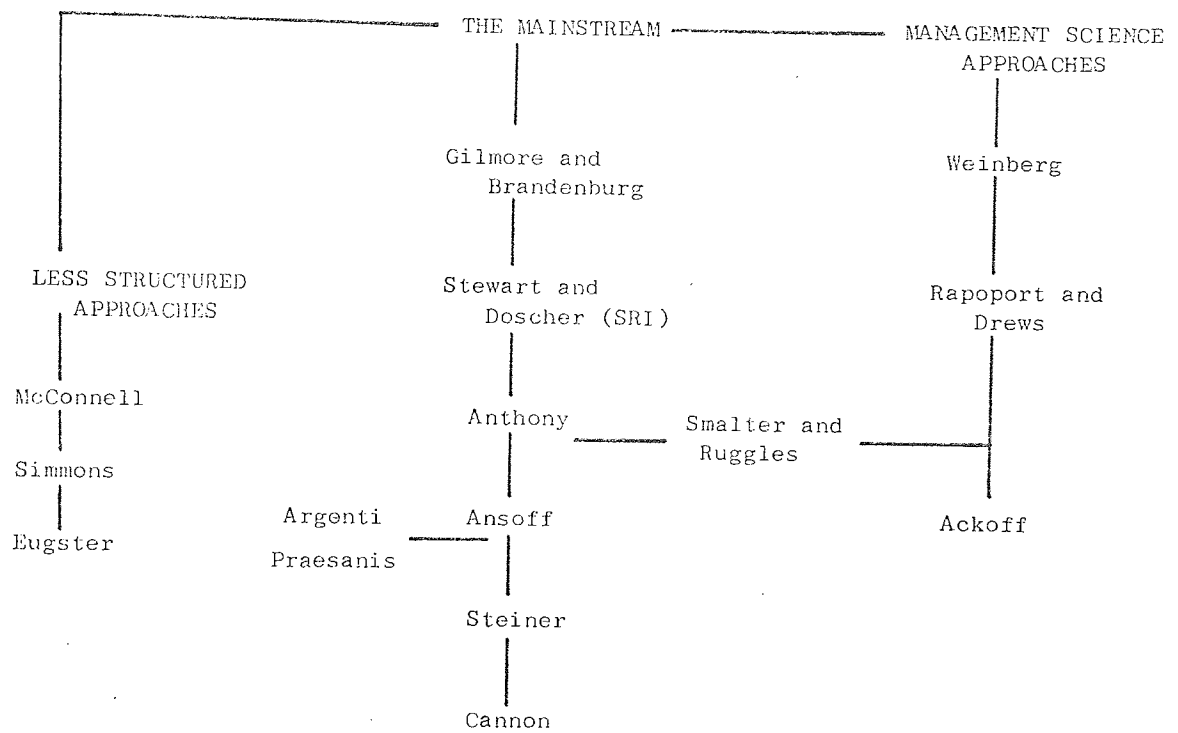 THE MAINSTREAM
MANAGEMENT SCIENCE
APPROACHES
Gilmore and
Brandenburg
Weinberg
LESS STRUCTURED
APPROACHES
Stewart and
Doscher (SRI)
Rapoport and
Drews
McConnell
Anthony
Smalter and
Ruggles
Simmons
Argenti
Praesanis
Ansoff
Ackoff
Eugster
Steiner
Cannon